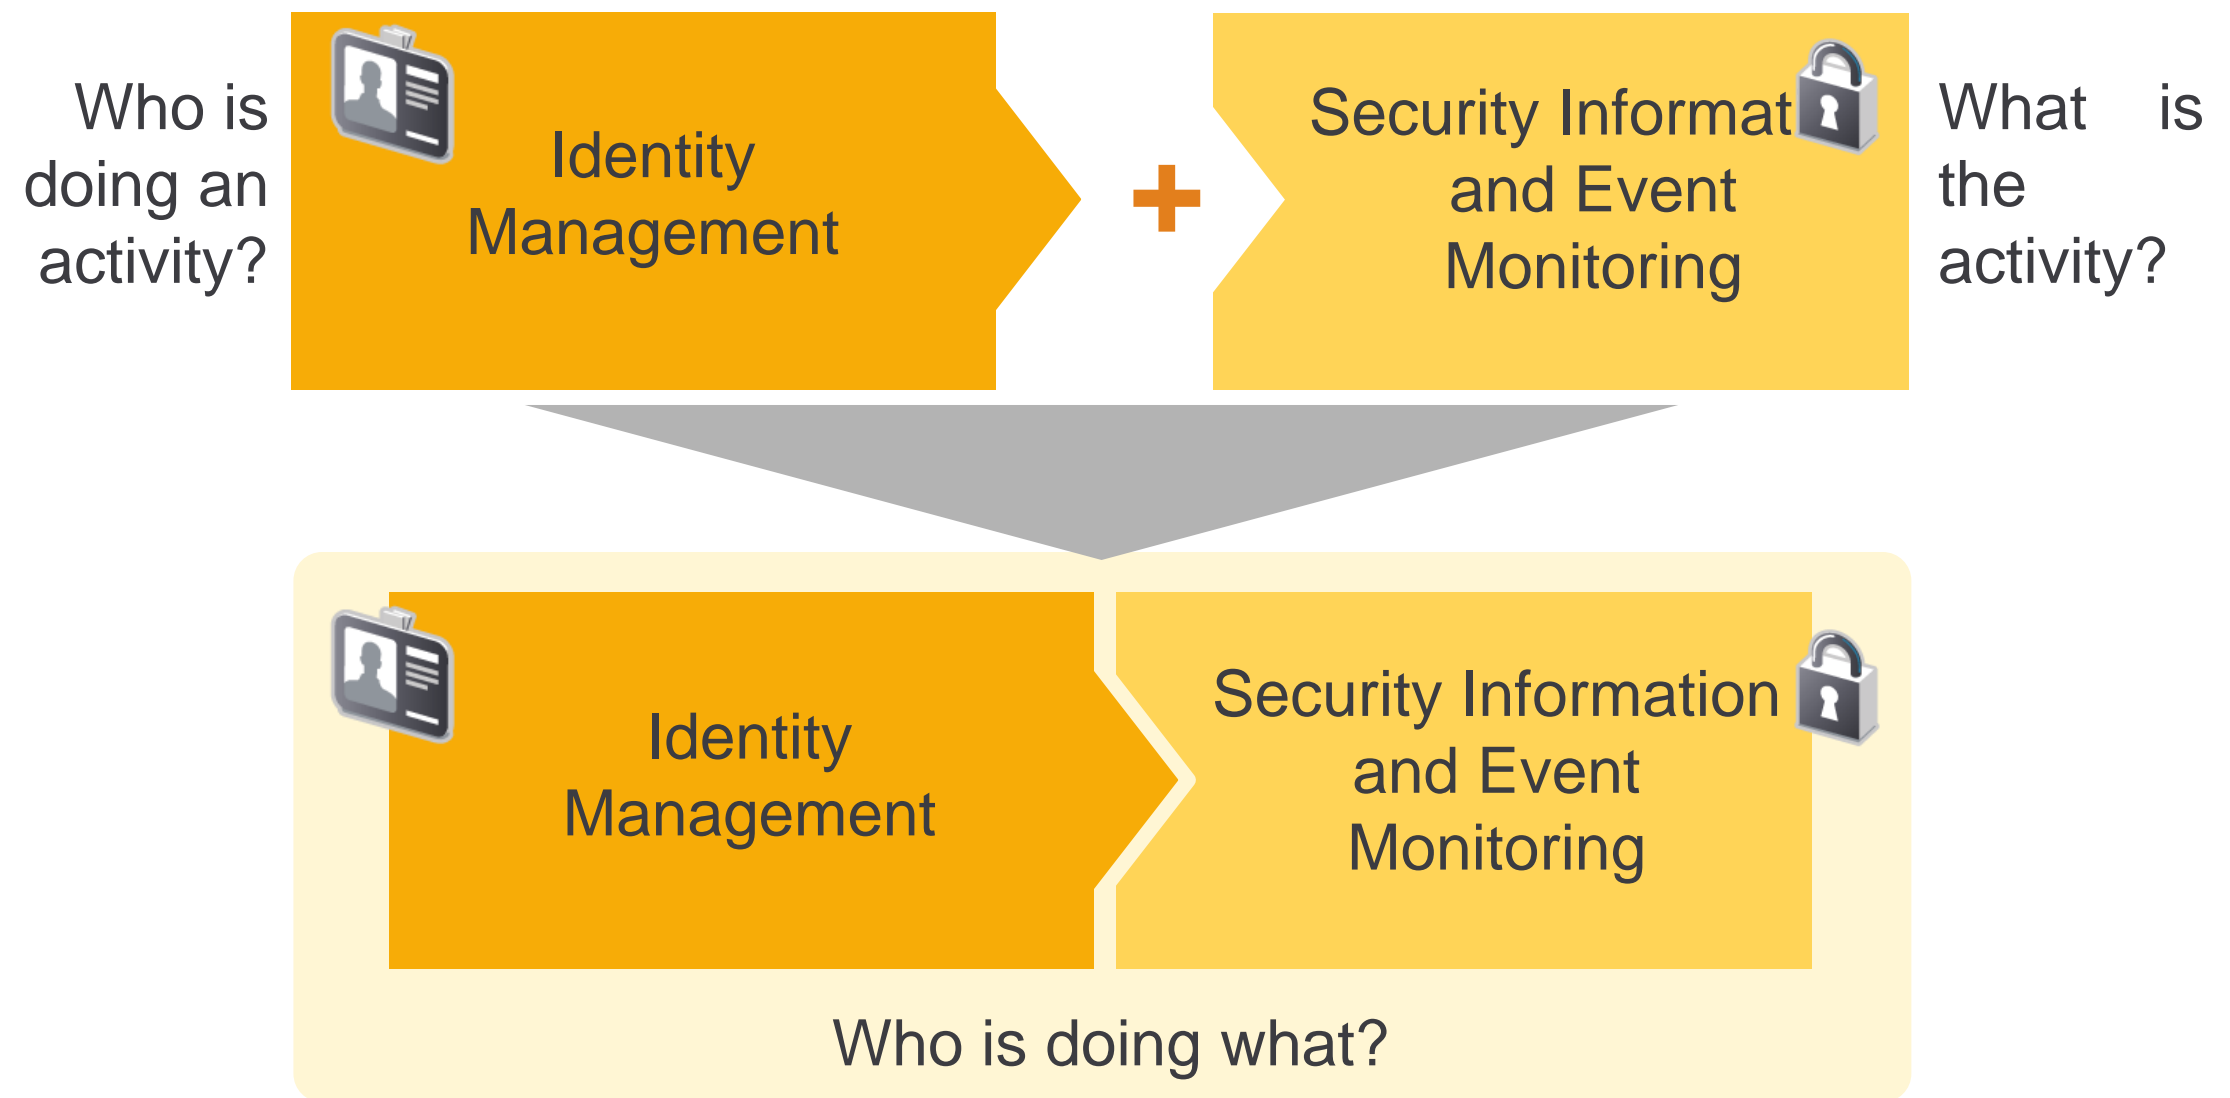 Who is
doing an
activity?
Identity
Management
+
Security Informat
and Event
Monitoring
What is
the
activity?
Identity
Management
Security Information
and Event
Monitoring
Who is doing what?